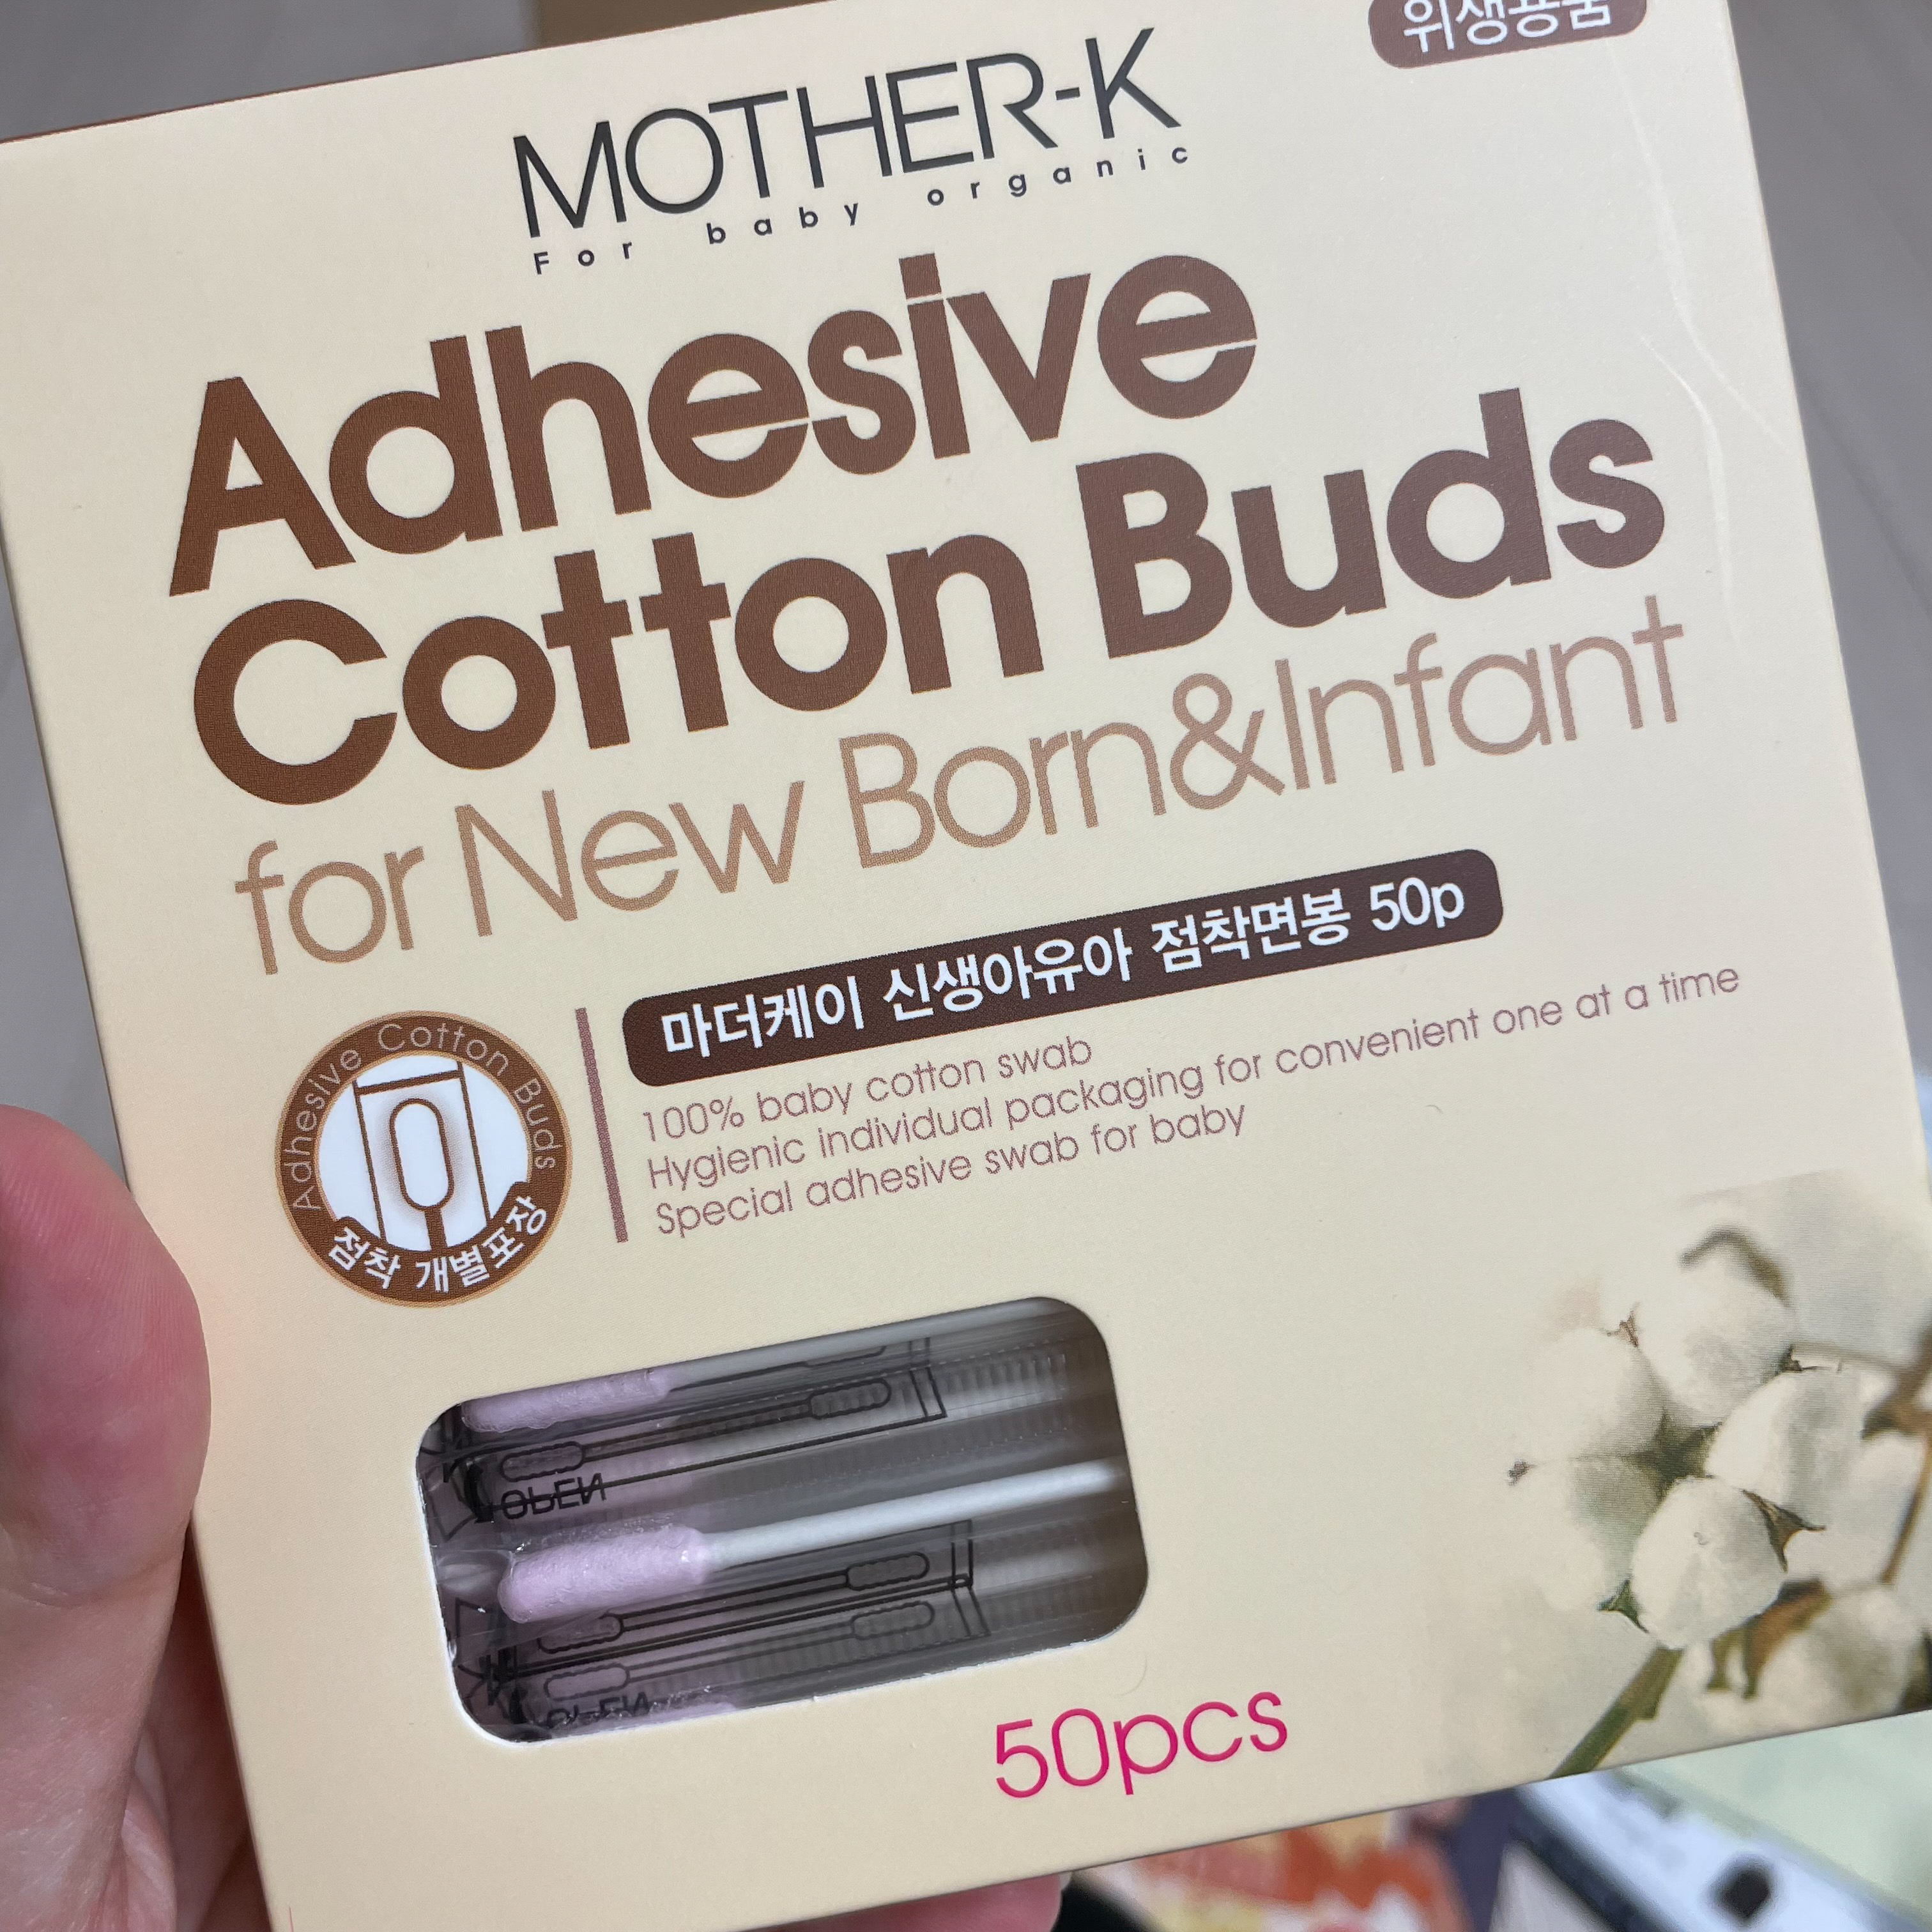 위생용품
MOTHER-K
For baby organic
Adhesive
Cotton Buds
for New Born&Infant
마더케이 신생아유아 점착면봉 50p
100% baby cotton swab
Hygienic individual packaging for convenient one at a time
Special adhesive swab for baby
Adhesive Cotton Buds
점착 개별포장
OPEN
OPEN
50pcs